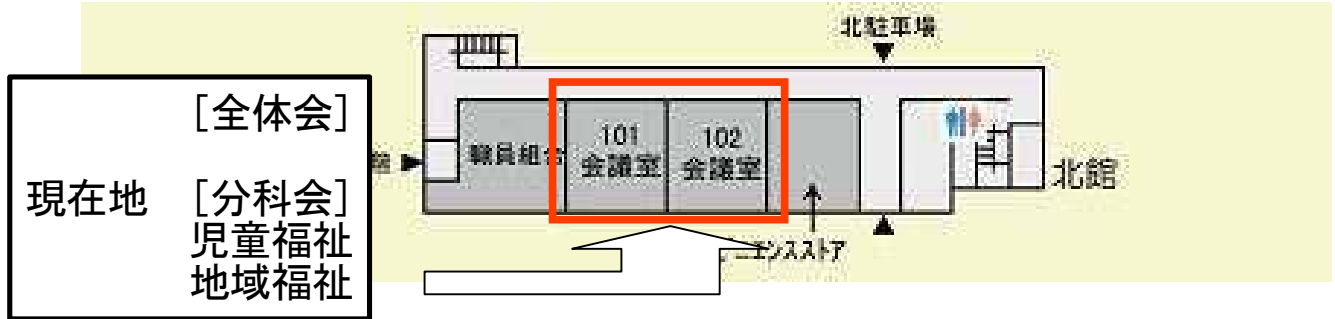 北駐車場
[全体会]
現在地 [分科会]
児童福祉
地域福祉
職員組合
101
会議室
102
会議室
北館
エンスストア